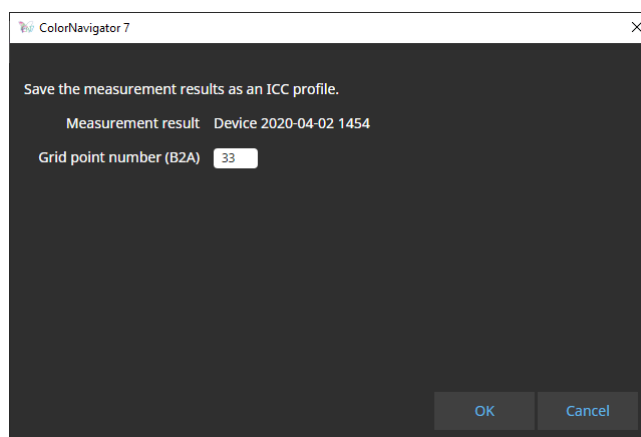 ColorNavigator 7
Save the measurement results as an ICC profile.
Measurement result Device 2020-04-02 1454
Grid point number (B2A) 33
OK Cancel